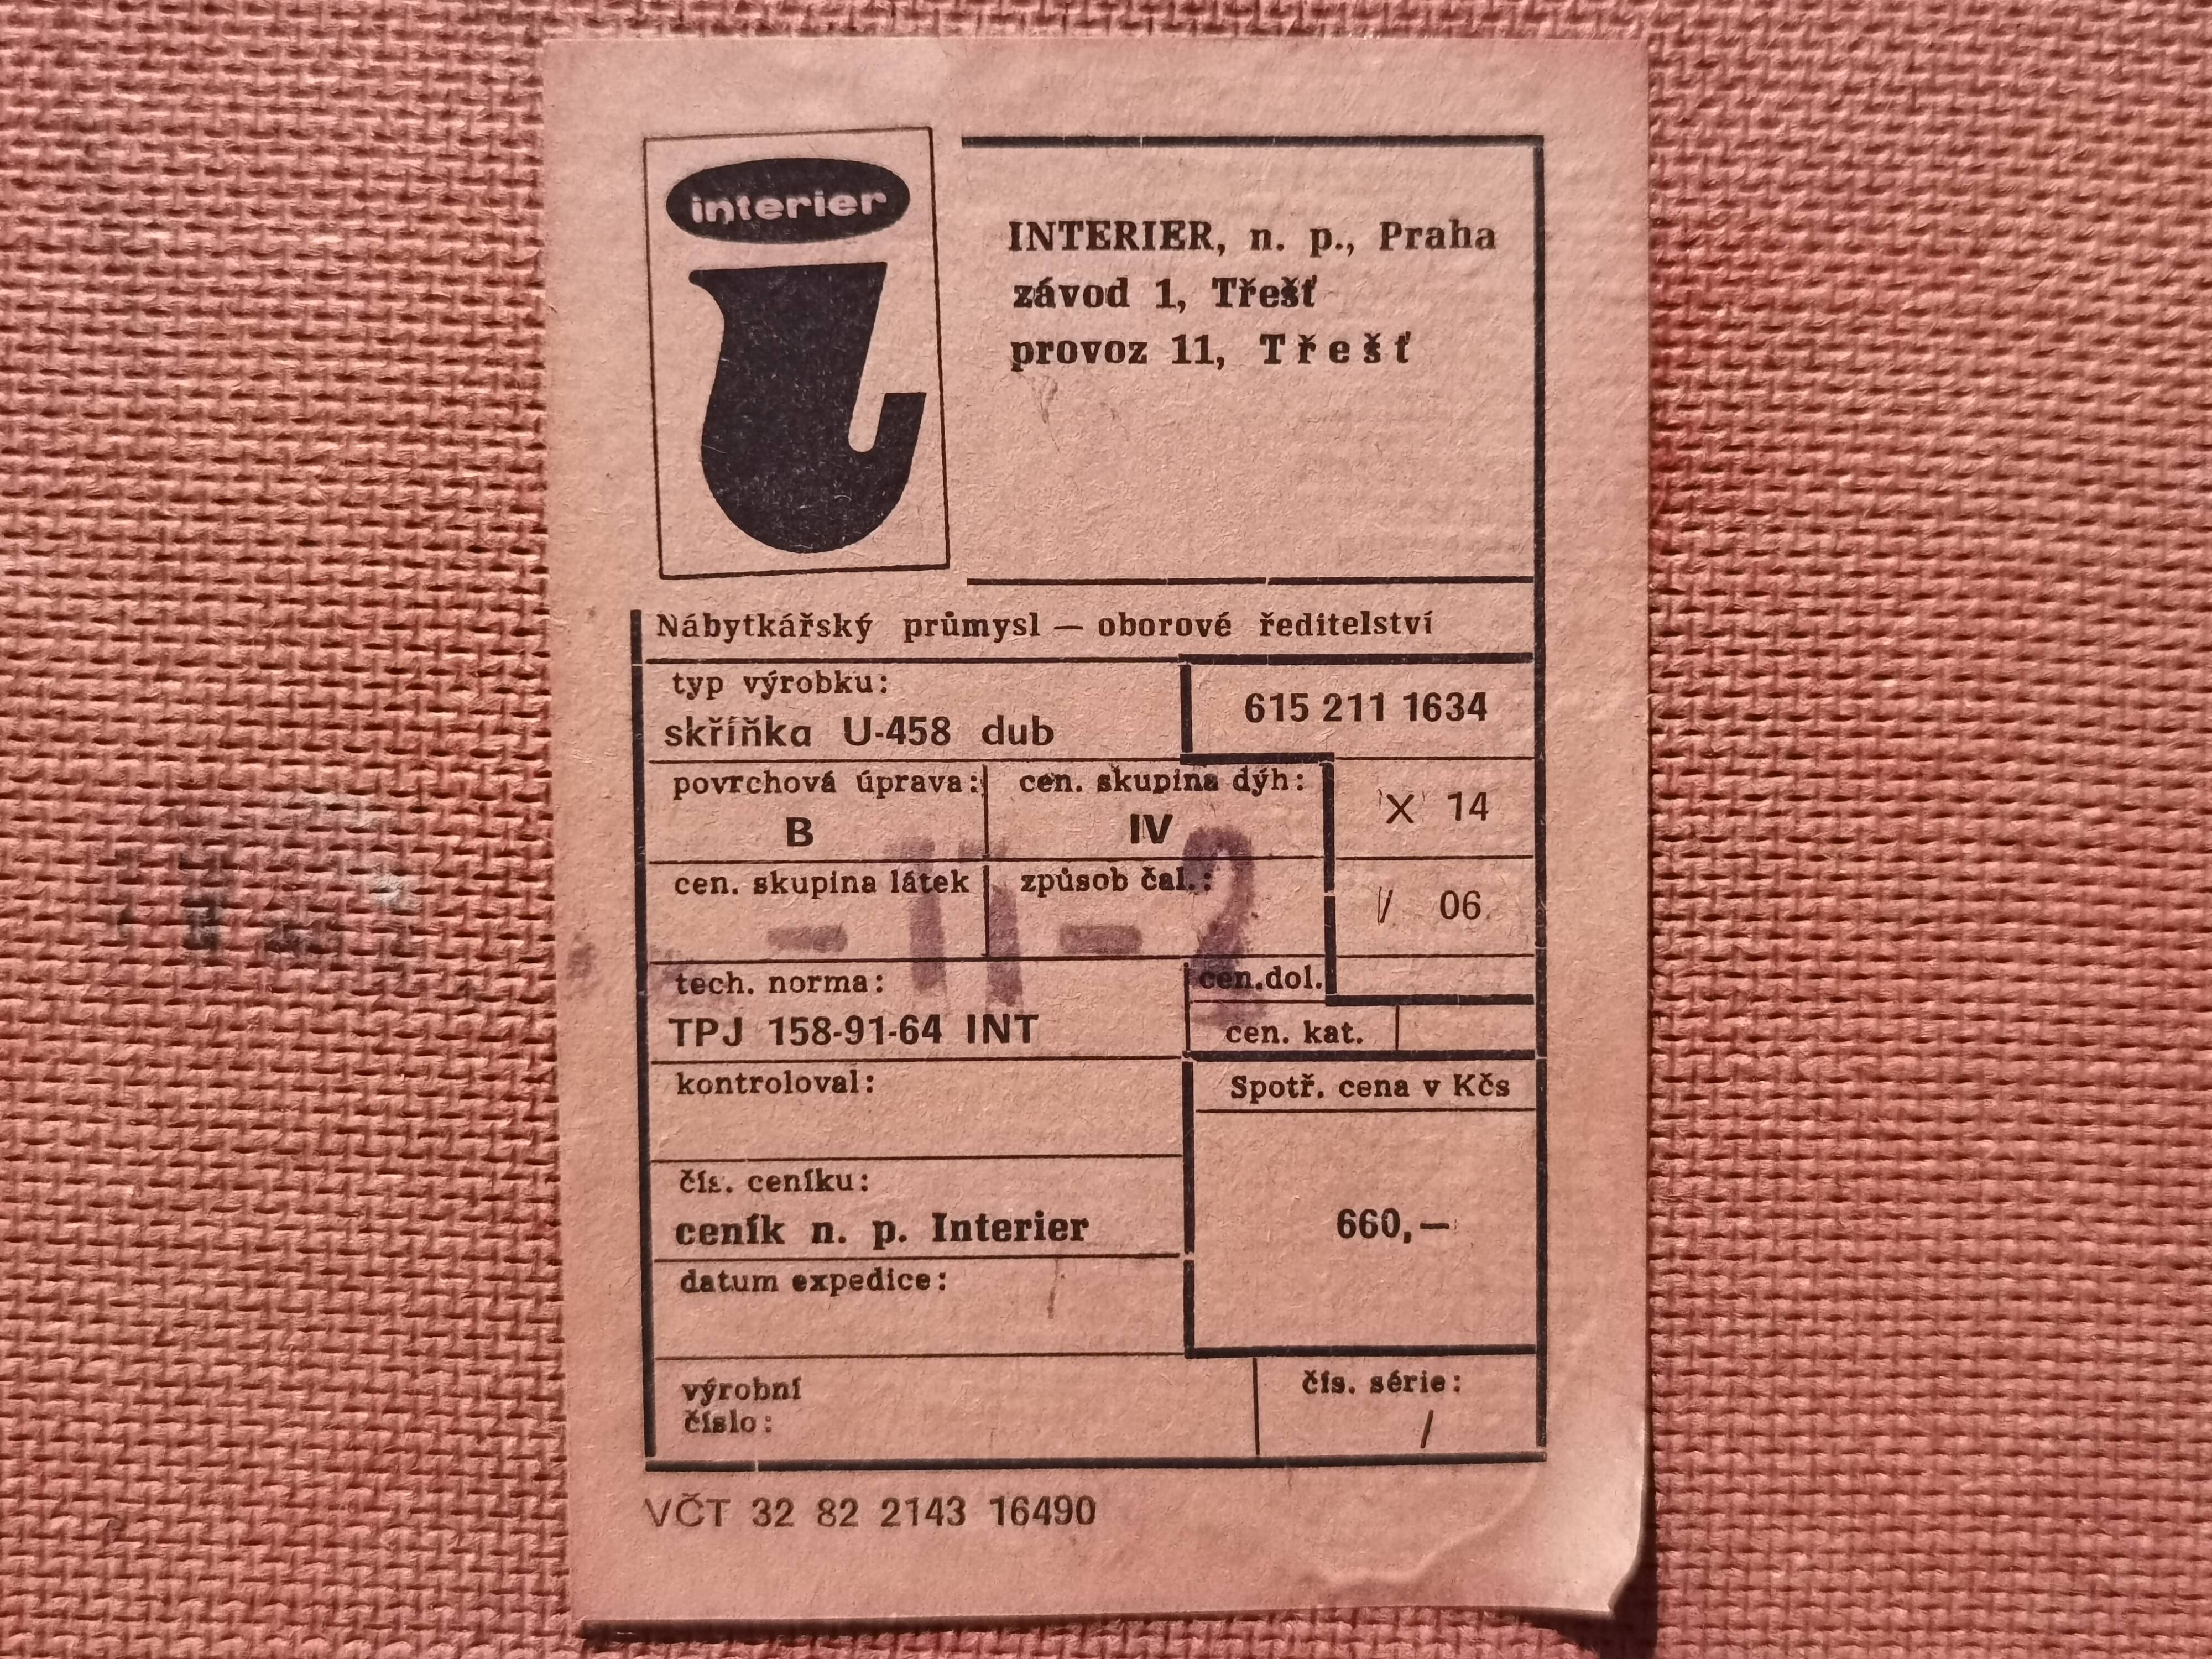 interier
INTERIER, n. p., Praha
závod 1, Třešť
provoz 11, Třešť
Nábytkářský průmysl — oborové ředitelství
typ výrobku:
skříňka U-458 dub
615 211 1634
povrchová úprava:
B
cen. skupina dýh:
IV
X 14
cen. skupina látek
způsob čal.:
/ 06
- 11 - 2
tech. norma:
TPJ 158-91-64 INT
cen.dol.
cen. kat.
kontroloval:
Spotř. cena v Kčs
660,—
čís. ceníku:
ceník n. p. Interier
datum expedice:
výrobní
číslo:
čís. série:
/
VČT 32 82 2143 16490